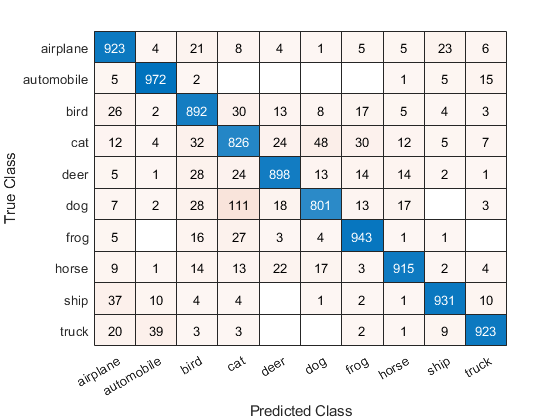 airplane 923 4 21 8 4 1 5 5 23 6
automobile 5 972 2 1 5 15
bird 26 2 892 30 13 8 17 5 4 3
cat 12 4 32 826 24 48 30 12 5 7
deer 5 1 28 24 898 13 14 14 2 1
dog 7 2 28 111 18 801 13 17 3
frog 5 16 27 3 4 943 1 1
horse 9 1 14 13 22 17 3 915 2 4
ship 37 10 4 4 1 2 1 931 10
truck 20 39 3 3 2 1 9 923
True Class
airplane automobile bird cat deer dog frog horse ship truck
Predicted Class